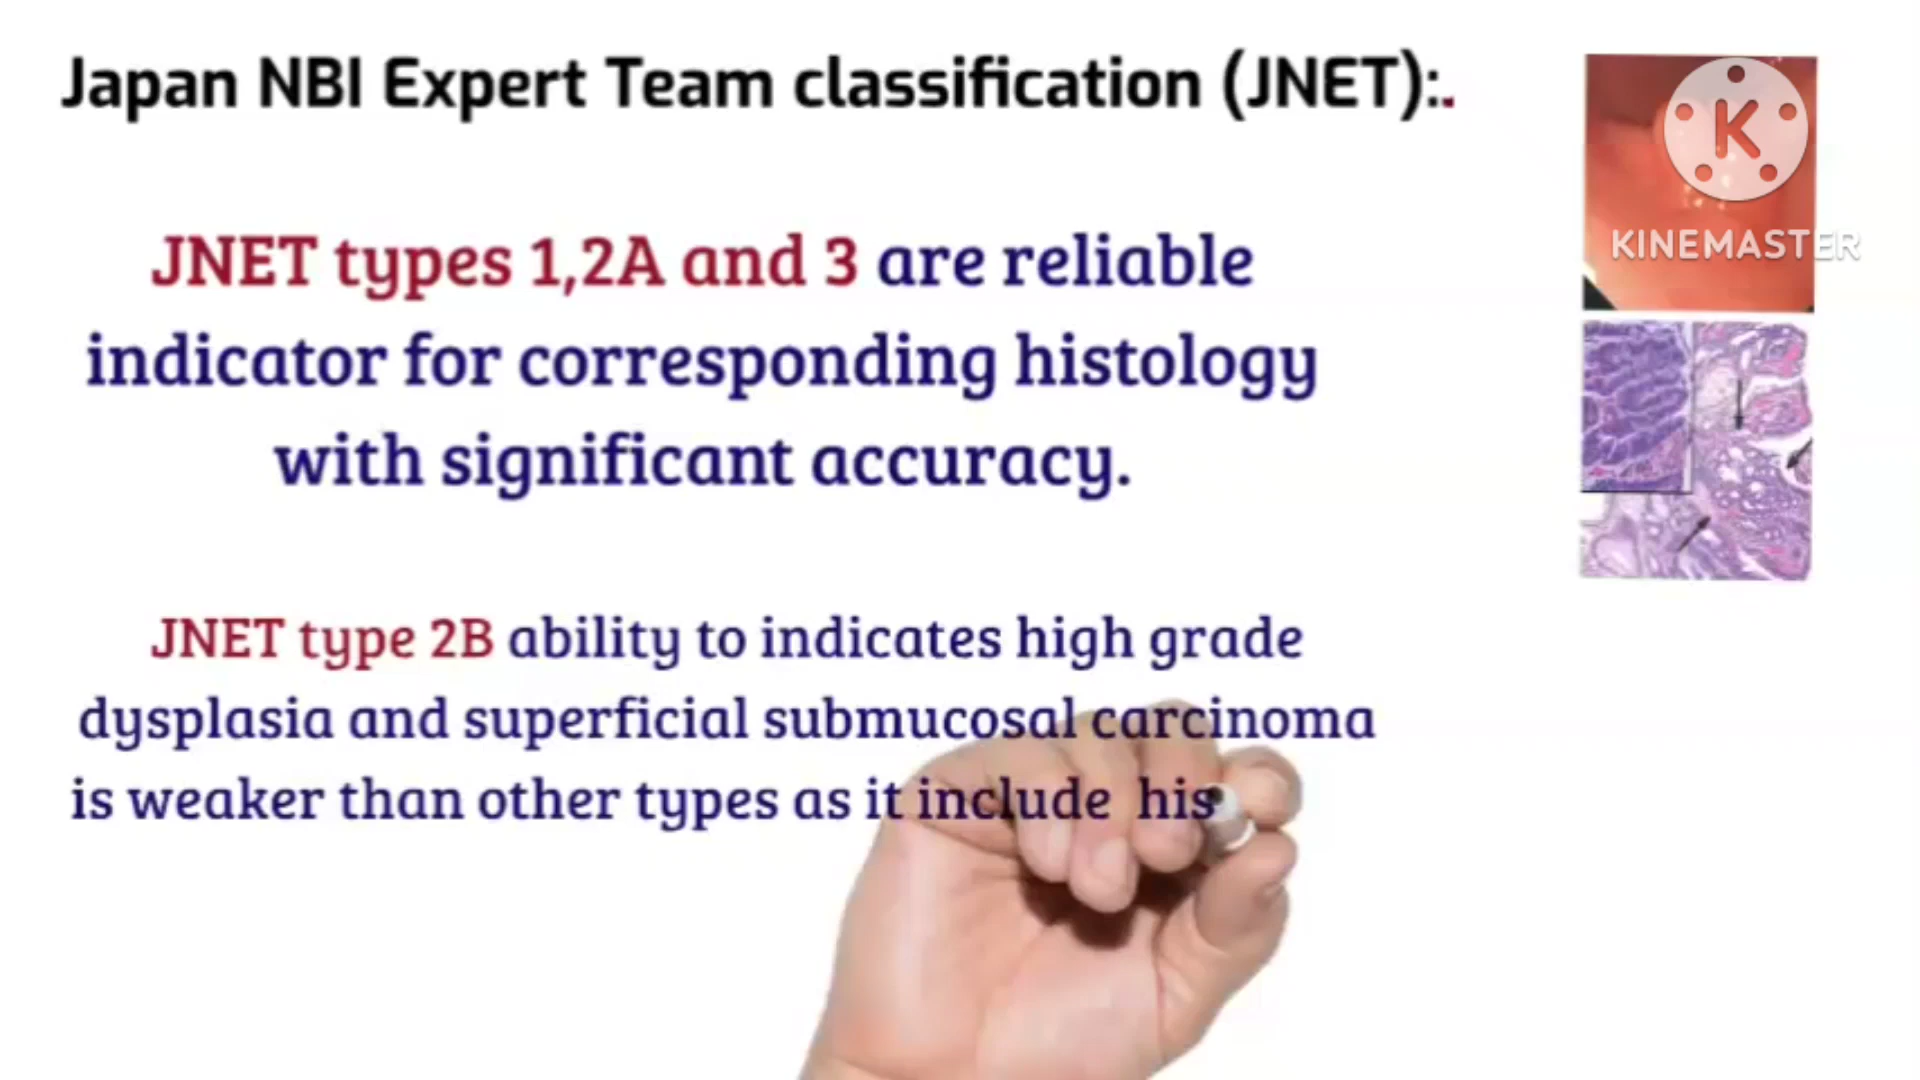 Japan NBI Expert Team classification (JNET):.
JNET types 1,2A and 3 are reliable
indicator for corresponding histology
with significant accuracy.
JNET type 2B ability to indicates high grade
dysplasia and superficial submucosal carcinoma
is weaker than other types as it include his
K
KINEMASTER